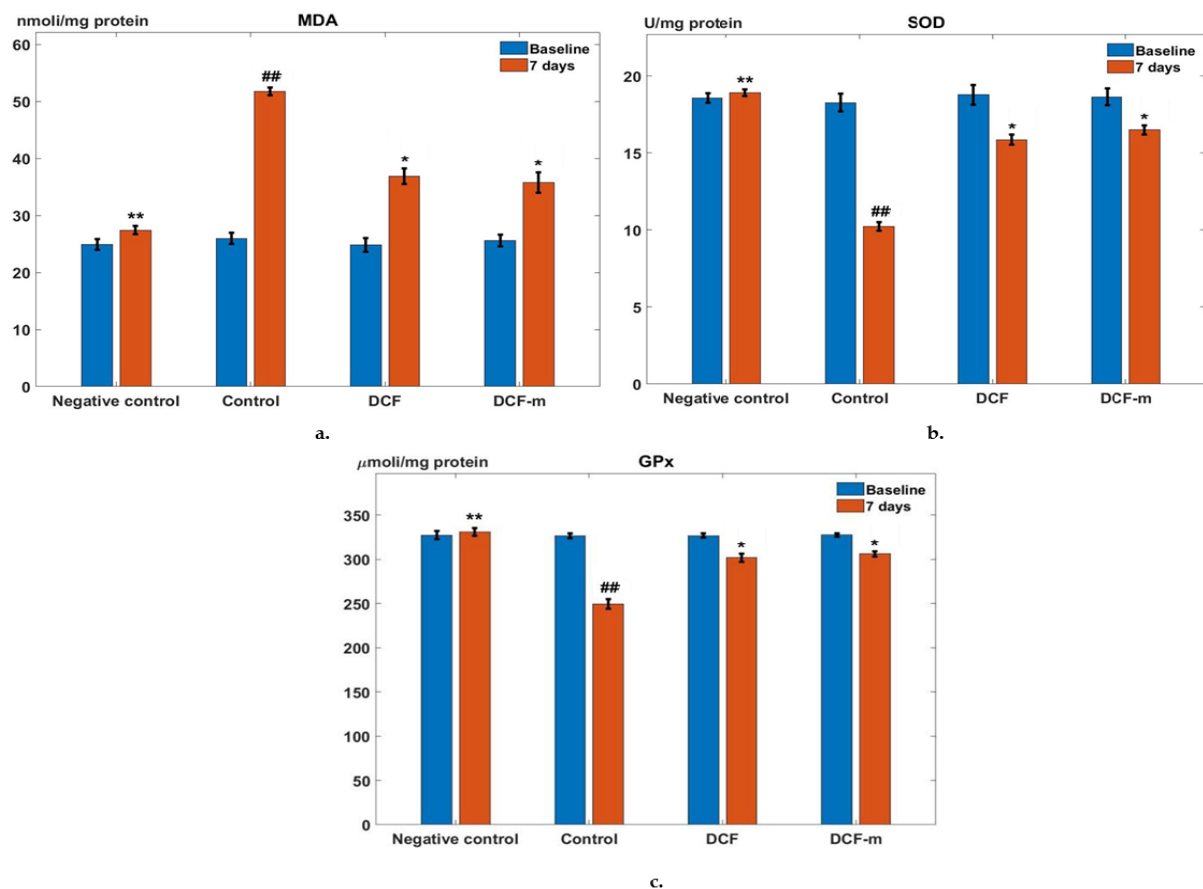 nmoli/mg protein
MDA
Baseline
7 days
60
50
40
30
20
10
0
**
##
*
*
Negative control Control DCF DCF-m
a.
U/mg protein
SOD
Baseline
7 days
20
15
10
5
0
**
##
*
*
Negative control Control DCF DCF-m
b.
μmoli/mg protein
GPx
Baseline
7 days
350
300
250
200
150
100
50
0
**
##
*
*
Negative control Control DCF DCF-m
c.